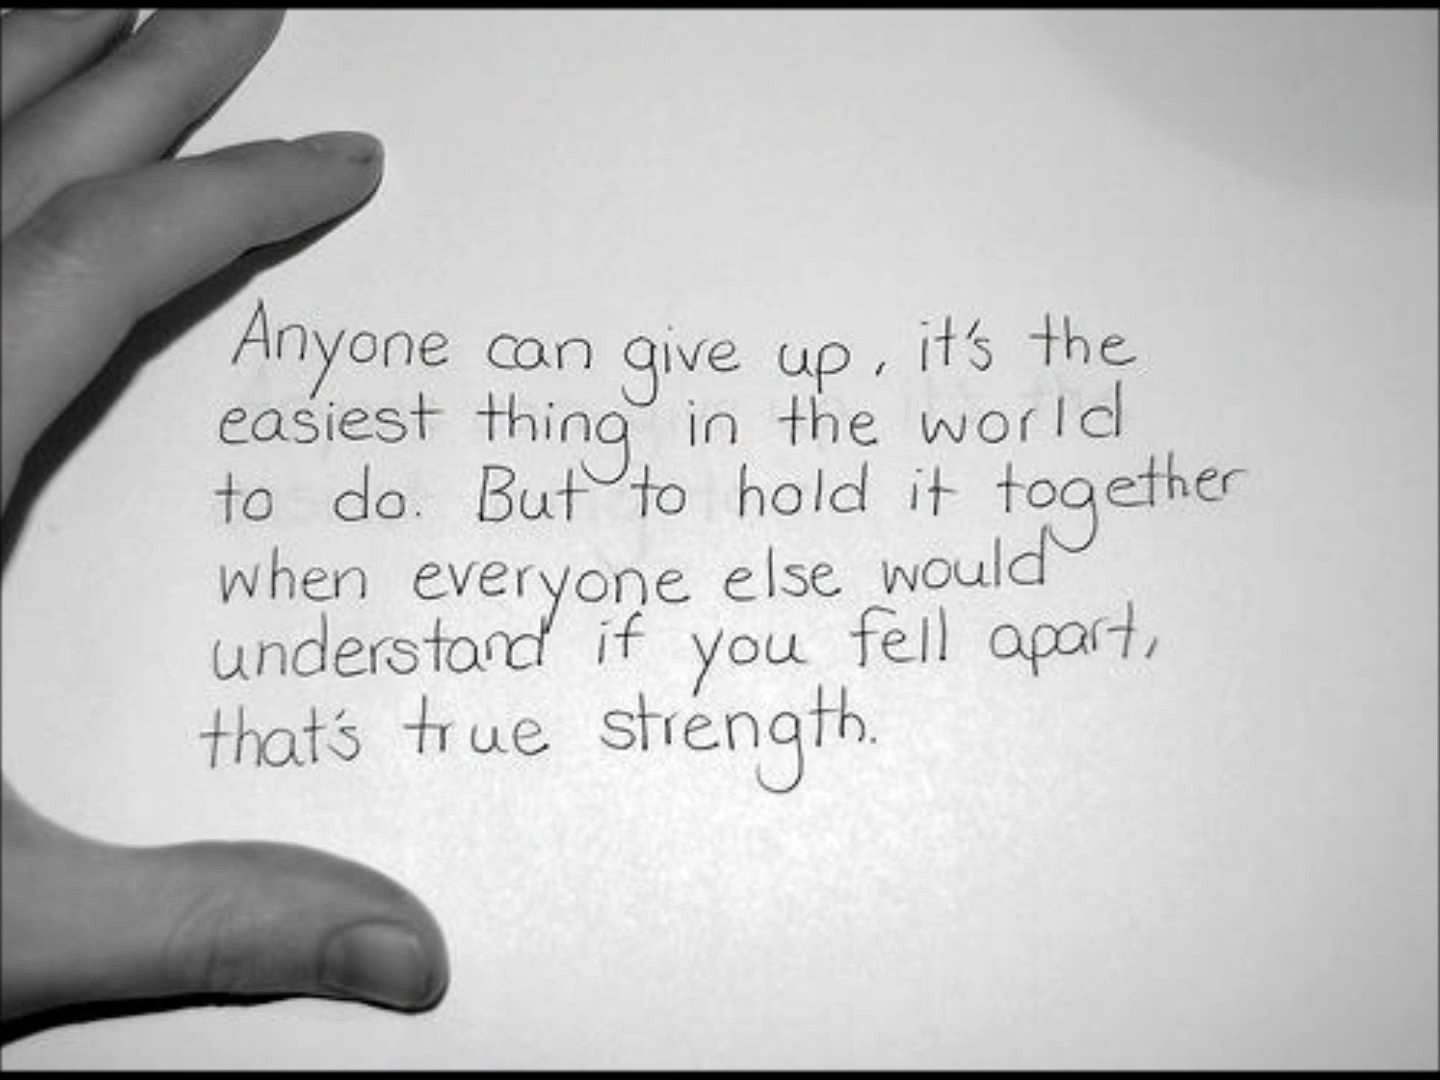 Anyone can give up, it's the
easiest thing in the world
to do. But to hold it together
when everyone else would
understand if you fell apart,
that's true strength.